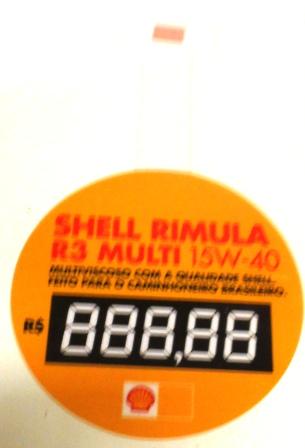 SHELL RIMULA
R3 MULTI 15W-40
MULTIVISCOSO COM A QUALIDADE SHELL.
FEITO PARA O CAMINHONEIRO BRASILEIRO.
R$ 888,88